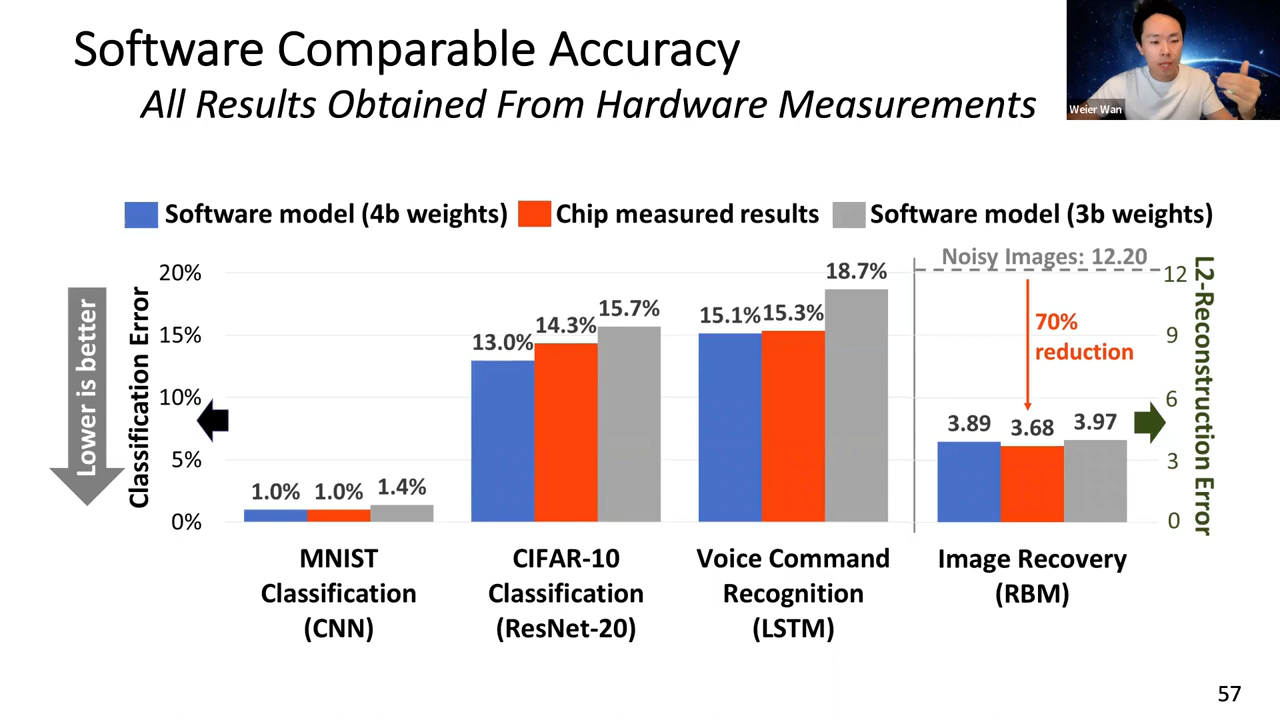 Software Comparable Accuracy
All Results Obtained From Hardware Measurements
Weier Wan
Software model (4b weights)
Chip measured results
Software model (3b weights)
Lower is better
Classification Error
20%
15%
10%
5%
0%
1.0%
1.0%
1.4%
13.0%
14.3%
15.7%
15.1%
15.3%
18.7%
Noisy Images: 12.20
70%
reduction
3.89
3.68
3.97
12
9
6
3
0
L2-Reconstruction Error
MNIST
Classification
(CNN)
CIFAR-10
Classification
(ResNet-20)
Voice Command
Recognition
(LSTM)
Image Recovery
(RBM)
57